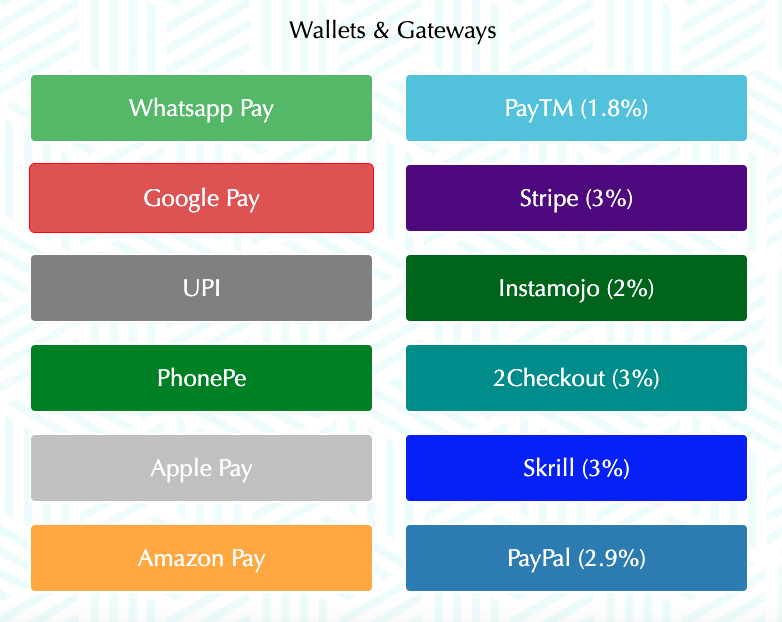 Wallets & Gateways
Whatsapp Pay
PayTM (1.8%)
Google Pay
Stripe (3%)
UPI
Instamojo (2%)
PhonePe
2Checkout (3%)
Apple Pay
Skrill (3%)
Amazon Pay
PayPal (2.9%)